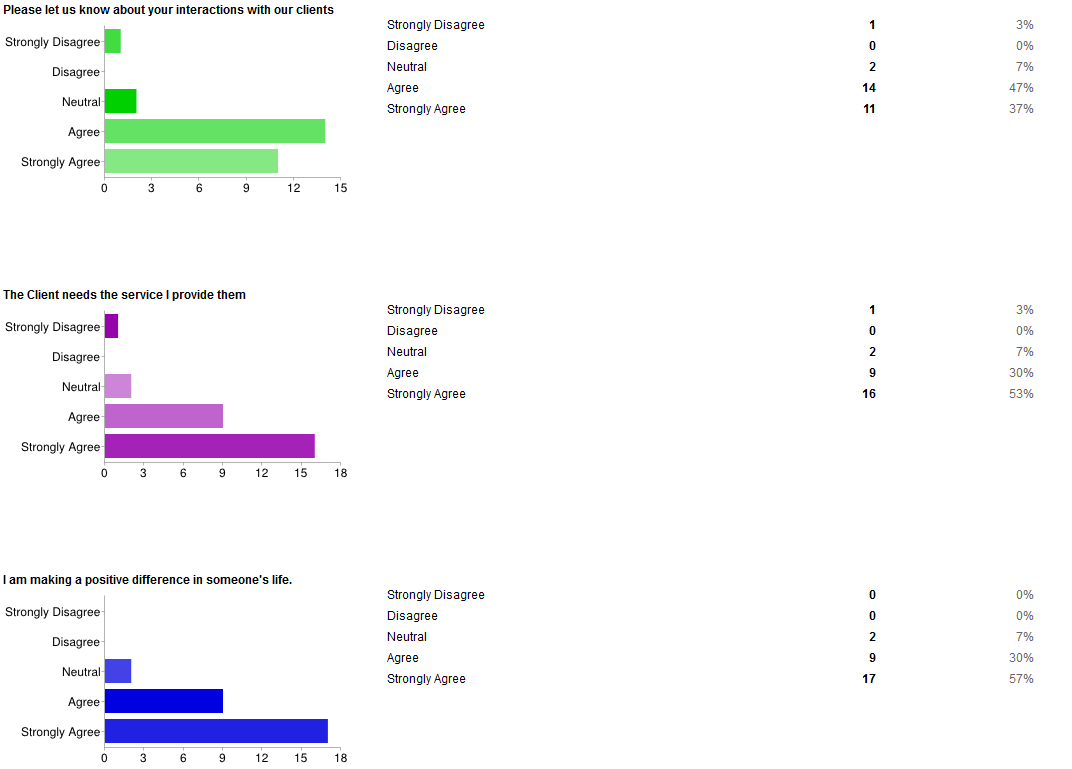 Please let us know about your interactions with our clients
Strongly Disagree
Disagree
Neutral
Agree
Strongly Agree
0 3 6 9 12 15
Strongly Disagree 1 3%
Disagree 0 0%
Neutral 2 7%
Agree 14 47%
Strongly Agree 11 37%
The Client needs the service I provide them
Strongly Disagree
Disagree
Neutral
Agree
Strongly Agree
0 3 6 9 12 15 18
Strongly Disagree 1 3%
Disagree 0 0%
Neutral 2 7%
Agree 9 30%
Strongly Agree 16 53%
I am making a positive difference in someone's life.
Strongly Disagree
Disagree
Neutral
Agree
Strongly Agree
0 3 6 9 12 15 18
Strongly Disagree 0 0%
Disagree 0 0%
Neutral 2 7%
Agree 9 30%
Strongly Agree 17 57%